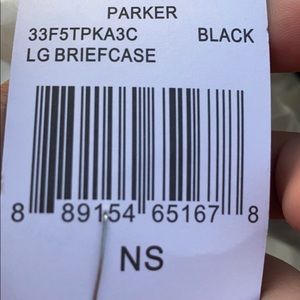 PARKER
33F5TPKA3C BLACK
LG BRIEFCASE
8 89154 65167 8
NS